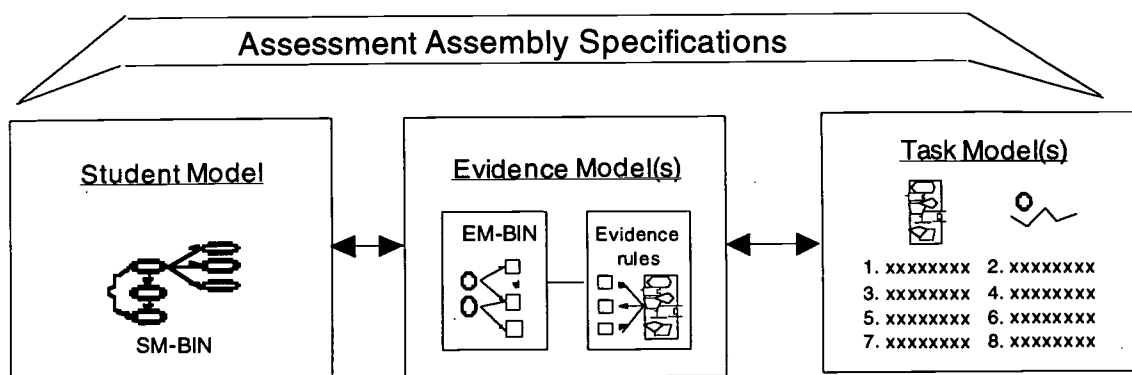 Assessment Assembly Specifications
Student Model
SM-BIN
Evidence Model(s)
EM-BIN
Evidence
rules
Task Model(s)
1. xxxxxxxx 2. xxxxxxxx
3. xxxxxxxx 4. xxxxxxxx
5. xxxxxxxx 6. xxxxxxxx
7. xxxxxxxx 8. xxxxxxxx